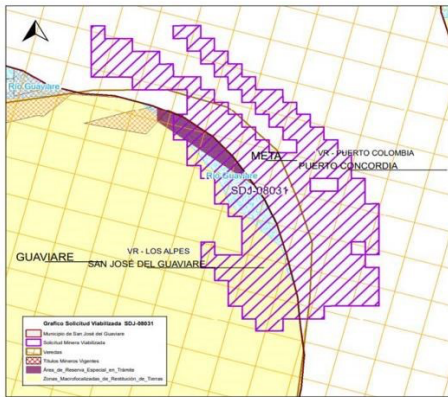 Río Guaviare
META
VR - PUERTO COLOMBIA
PUERTO CONCORDIA
Río Guaviare
SDJ-08031
GUAVIARE
VR - LOS ALPES
SAN JOSÉ DEL GUAVIARE
Grafico Solicitud Viabilizada SDJ-08031
Municipio de San José del Guaviare
Solicitud Minera Viabilizada
Veredas
Titulos Mineros Vigentes
Área_de_Reserva_Especial_en_Trámite
Zonas_Macrofocalizadas_de_Restitución_de_Tierras